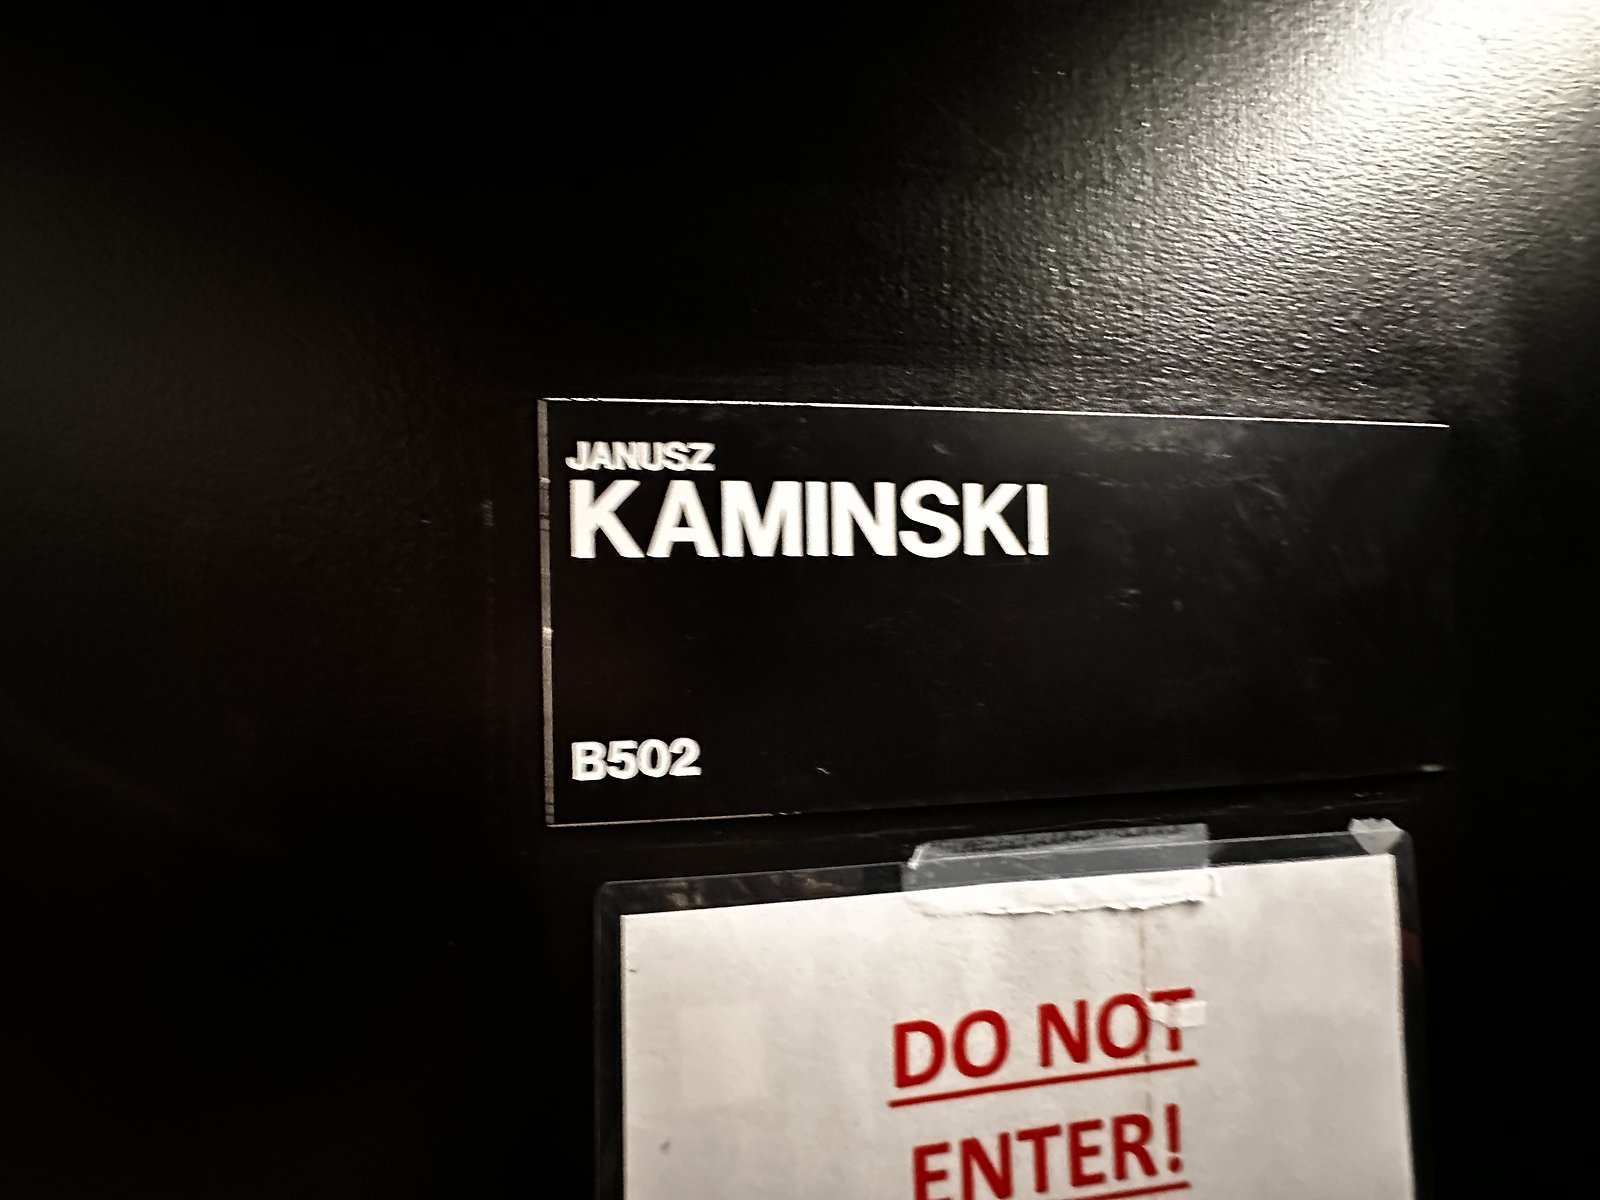 JANUSZ
KAMINSKI
B502
DO NOT
ENTER!